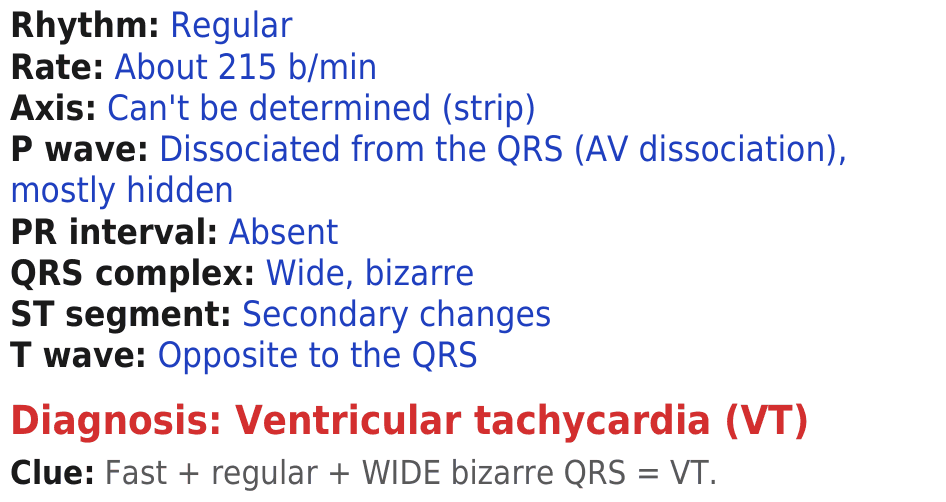 Rhythm: Regular
Rate: About 215 b/min
Axis: Can't be determined (strip)
P wave: Dissociated from the QRS (AV dissociation),
mostly hidden
PR interval: Absent
QRS complex: Wide, bizarre
ST segment: Secondary changes
T wave: Opposite to the QRS
Diagnosis: Ventricular tachycardia (VT)
Clue: Fast + regular + WIDE bizarre QRS = VT.